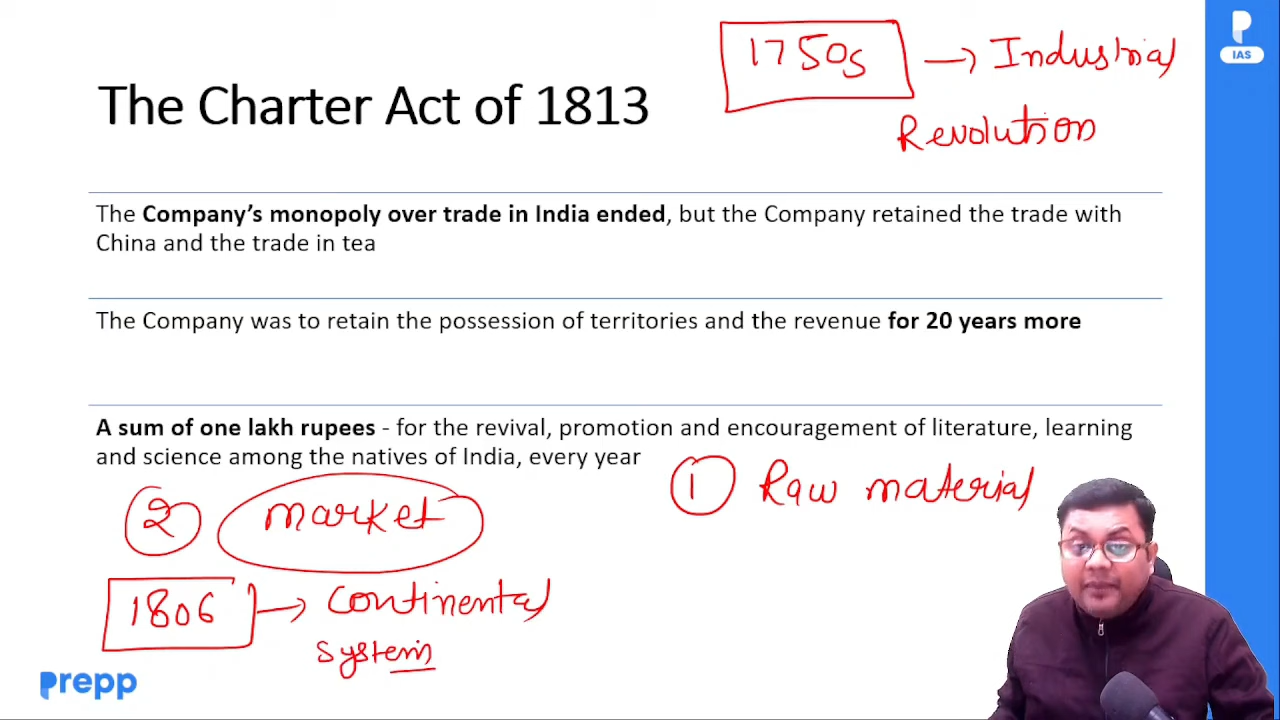 1750s → Industrial
Revolution
P
IAS
The Charter Act of 1813
The Company’s monopoly over trade in India ended, but the Company retained the trade with
China and the trade in tea
The Company was to retain the possession of territories and the revenue for 20 years more
A sum of one lakh rupees - for the revival, promotion and encouragement of literature, learning
and science among the natives of India, every year
① Raw material
② market
1806 → Continental
System
prepp